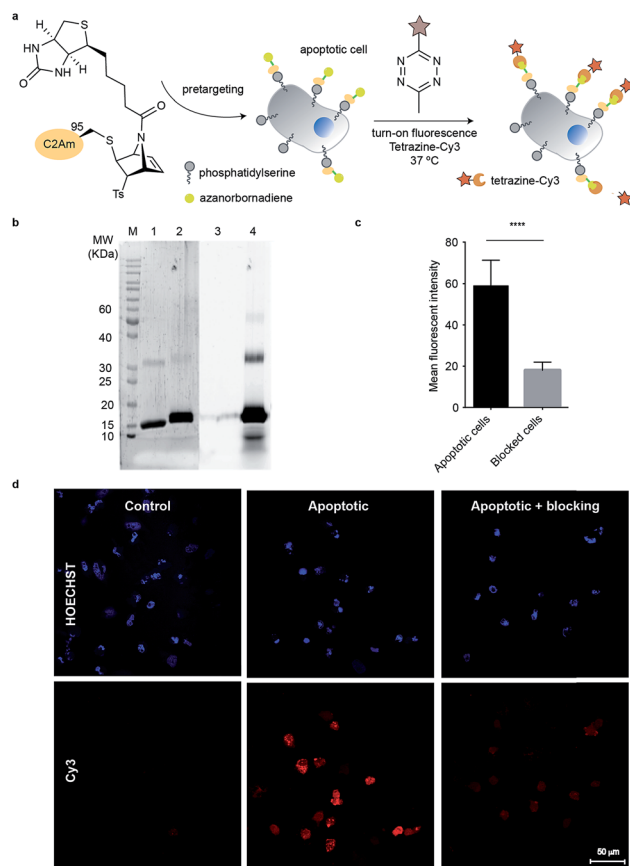 a
H
S
HN
H
O
N
H
O
N
95
C2Am
S
Ts
pretargeting
phosphatidylserine
azanorbornadiene
apoptotic cell
N
N
N
N
turn-on fluorescence
Tetrazine-Cy3
37 ºC
tetrazine-Cy3
b
MW
(KDa)
M 1 2 3 4
60
40
30
25
20
15
10
c
****
Mean fluorescent intensity
80
60
40
20
0
Apoptotic cells
Blocked cells
d
Control
Apoptotic
Apoptotic + blocking
HOECHST
Cy3
50 µm